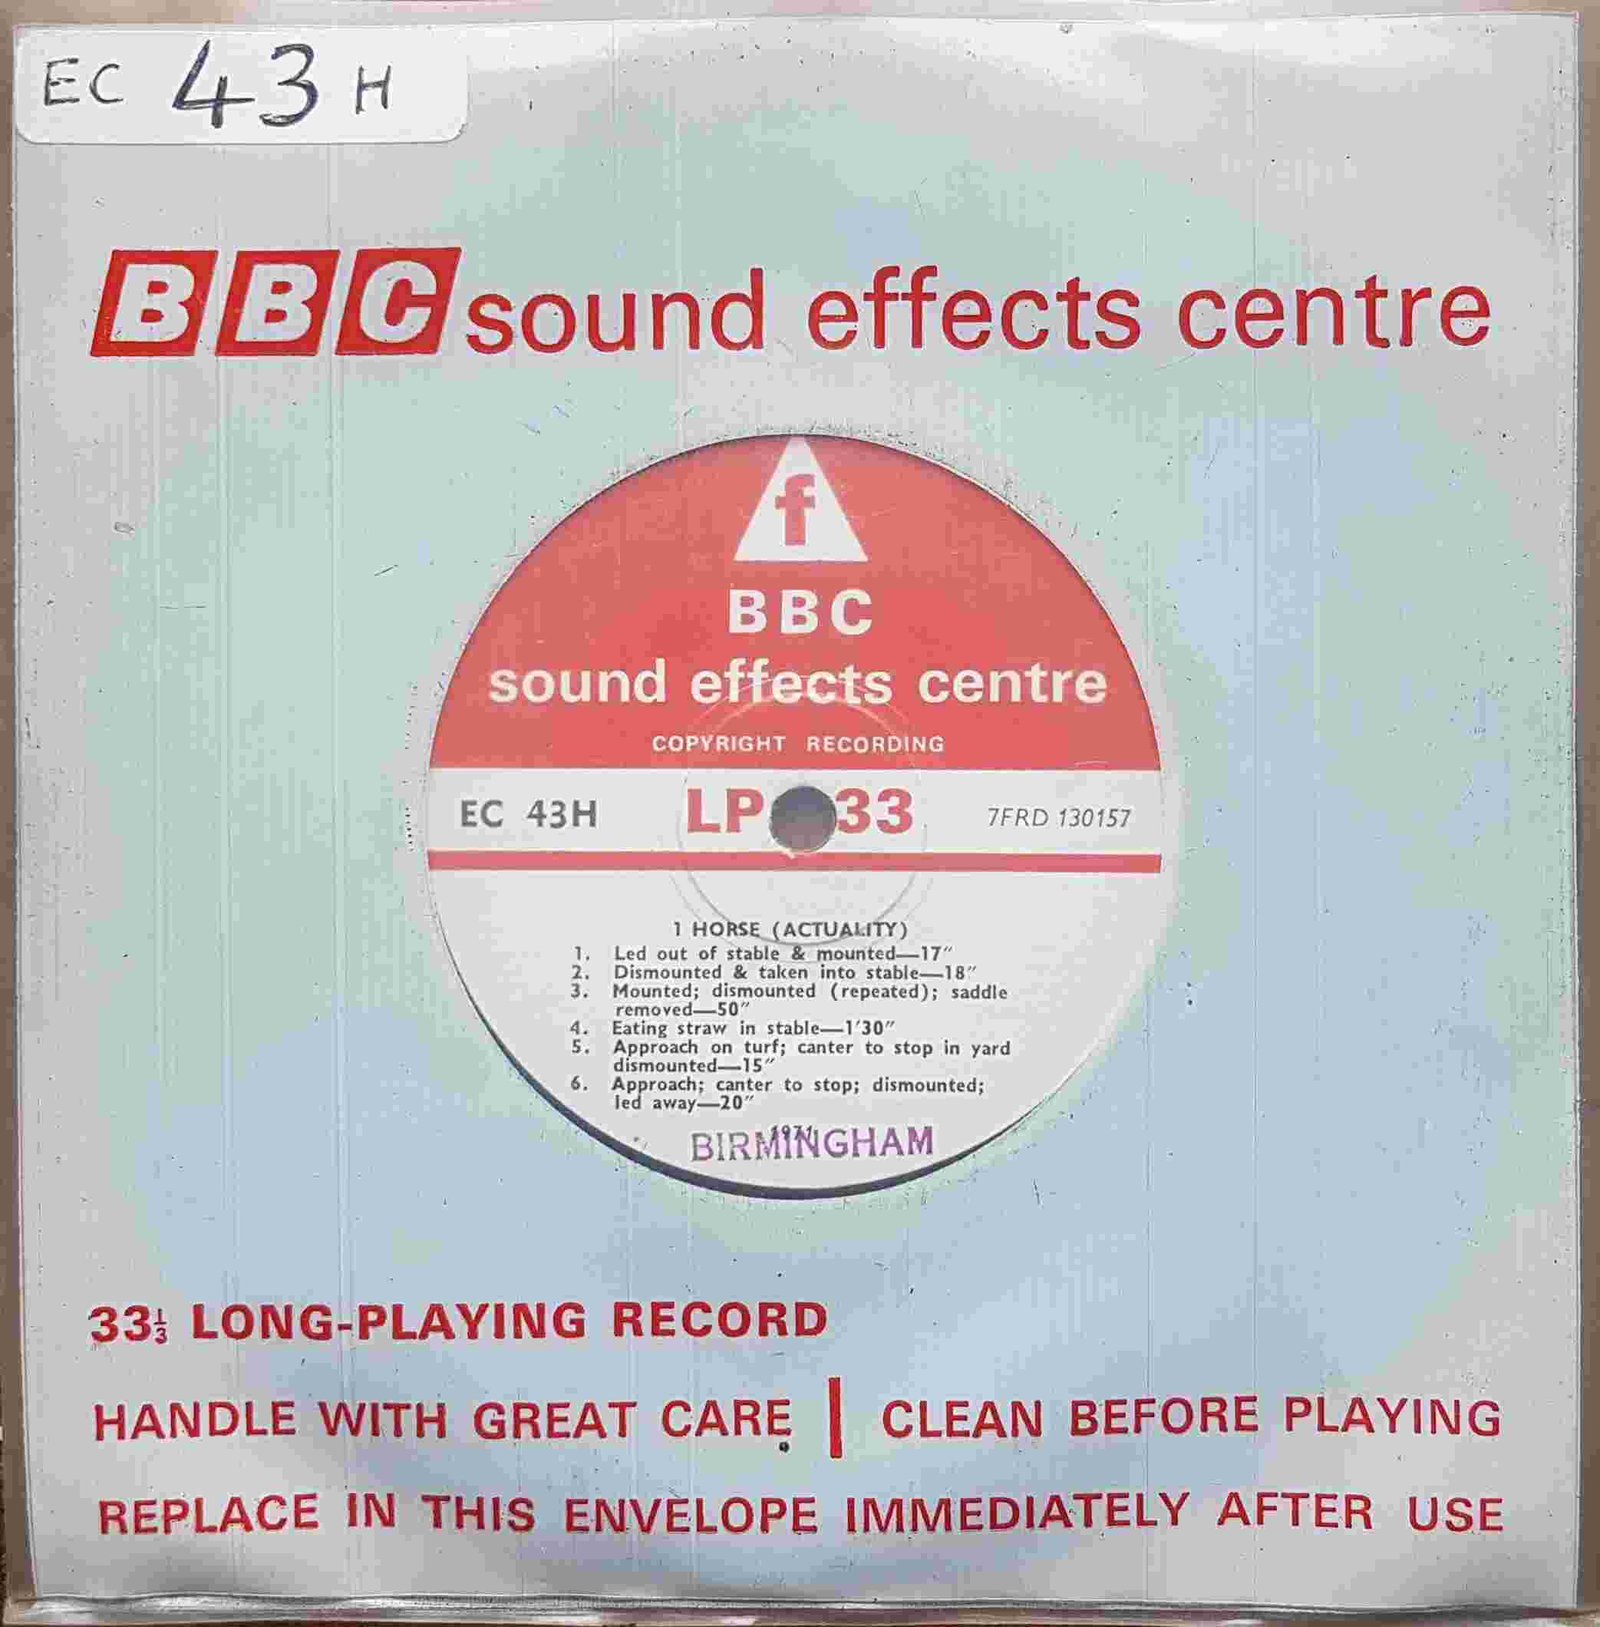 EC 43 H
BBC sound effects centre
f
BBC
sound effects centre
COPYRIGHT RECORDING
EC 43H LP 33 7FRD 130157
1 HORSE (ACTUALITY)
1. Led out of stable & mounted—17″
2. Dismounted & taken into stable—18″
3. Mounted; dismounted (repeated); saddle
removed—50″
4. Eating straw in stable—1′30″
5. Approach on turf; canter to stop in yard
dismounted—15″
6. Approach; canter to stop; dismounted;
led away—20″
BIRMINGHAM
33⅓ LONG-PLAYING RECORD
HANDLE WITH GREAT CARE | CLEAN BEFORE PLAYING
REPLACE IN THIS ENVELOPE IMMEDIATELY AFTER USE